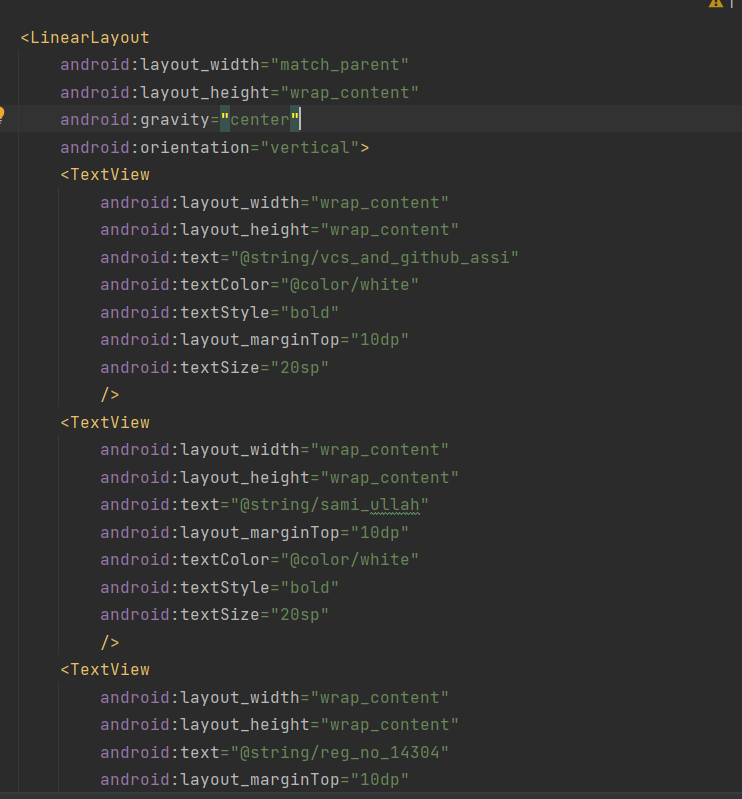 <LinearLayout
android:layout_width="match_parent"
android:layout_height="wrap_content"
android:gravity="center"
android:orientation="vertical">
<TextView
android:layout_width="wrap_content"
android:layout_height="wrap_content"
android:text="@string/vcs_and_github_assi"
android:textColor="@color/white"
android:textStyle="bold"
android:layout_marginTop="10dp"
android:textSize="20sp"
/>
<TextView
android:layout_width="wrap_content"
android:layout_height="wrap_content"
android:text="@string/sami_ullah"
android:layout_marginTop="10dp"
android:textColor="@color/white"
android:textStyle="bold"
android:textSize="20sp"
/>
<TextView
android:layout_width="wrap_content"
android:layout_height="wrap_content"
android:text="@string/reg_no_14304"
android:layout_marginTop="10dp"